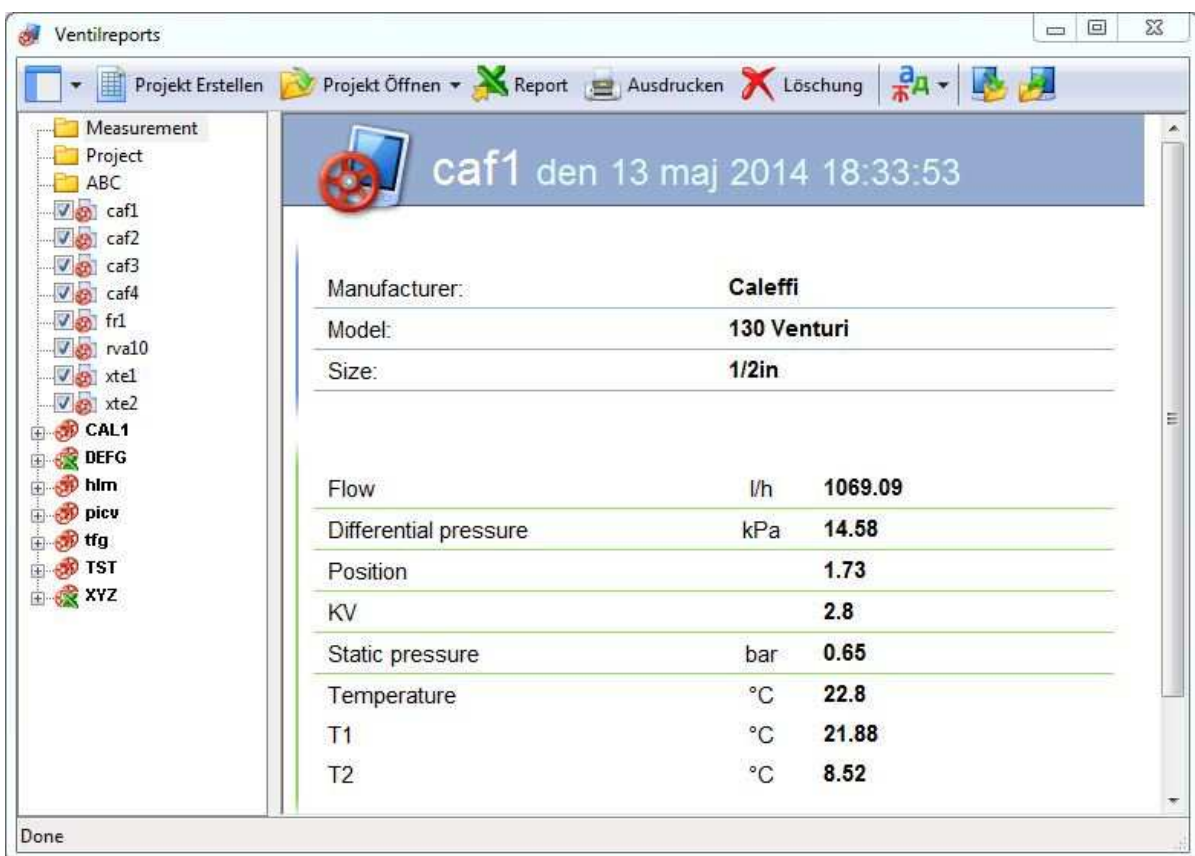 Ventilreports
Projekt Erstellen Projekt Öffnen Report Ausdrucken Löschung
Measurement
Project
ABC
caf1
caf2
caf3
caf4
fr1
rva10
xte1
xte2
CAL1
DEFG
hlm
picv
tfg
TST
XYZ
caf1 den 13 maj 2014 18:33:53
Manufacturer: Caleffi
Model: 130 Venturi
Size: 1/2in
Flow l/h 1069.09
Differential pressure kPa 14.58
Position 1.73
KV 2.8
Static pressure bar 0.65
Temperature °C 22.8
T1 °C 21.88
T2 °C 8.52
Done